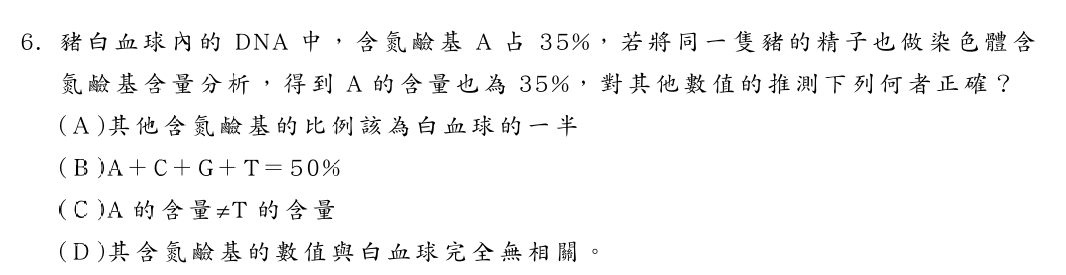 6. 豬白血球內的 DNA 中，含氮鹼基 A 占 35%，若將同一隻豬的精子也做染色體含
氮鹼基含量分析，得到 A 的含量也為 35%，對其他數值的推測下列何者正確？
(A)其他含氮鹼基的比例該為白血球的一半
(B)A＋C＋G＋T＝50%
(C)A 的含量≠T 的含量
(D)其含氮鹼基的數值與白血球完全無相關。